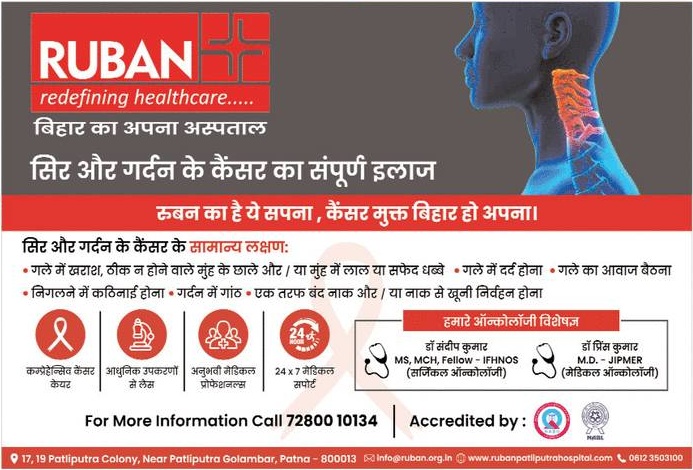 RUBAN
redefining healthcare.....
बिहार का अपना अस्पताल
सिर और गर्दन के कैंसर का संपूर्ण इलाज
रुबन का है ये सपना , कैंसर मुक्त बिहार हो अपना।
सिर और गर्दन के कैंसर के सामान्य लक्षण:
• गले में खराश, ठीक न होने वाले मुंह के छाले और / या मुंह में लाल या सफेद धब्बे • गले में दर्द होना • गले का आवाज बैठना
• निगलने में कठिनाई होना • गर्दन में गांठ • एक तरफ बंद नाक और / या नाक से खूनी निर्वहन होना
कम्प्रेहेन्सिव कैंसर
केयर
आधुनिक उपकरणों
से लैस
अनुभवी मेडिकल
प्रोफेशनल्स
24
HOUR
24 x 7 मेडिकल
सपोर्ट
हमारे ऑन्कोलॉजी विशेषज्ञ
डॉ संदीप कुमार
MS, MCH, Fellow - IFHNOS
(सर्जिकल ऑन्कोलॉजी)
डॉ प्रिंस कुमार
M.D. - JIPMER
(मेडिकल ऑन्कोलॉजी)
For More Information Call 72800 10134
Accredited by :
NABL
17, 19 Patliputra Colony, Near Patliputra Golambar, Patna - 800013 info@ruban.org.in www.rubanpatliputrahospital.com 0612 3503100